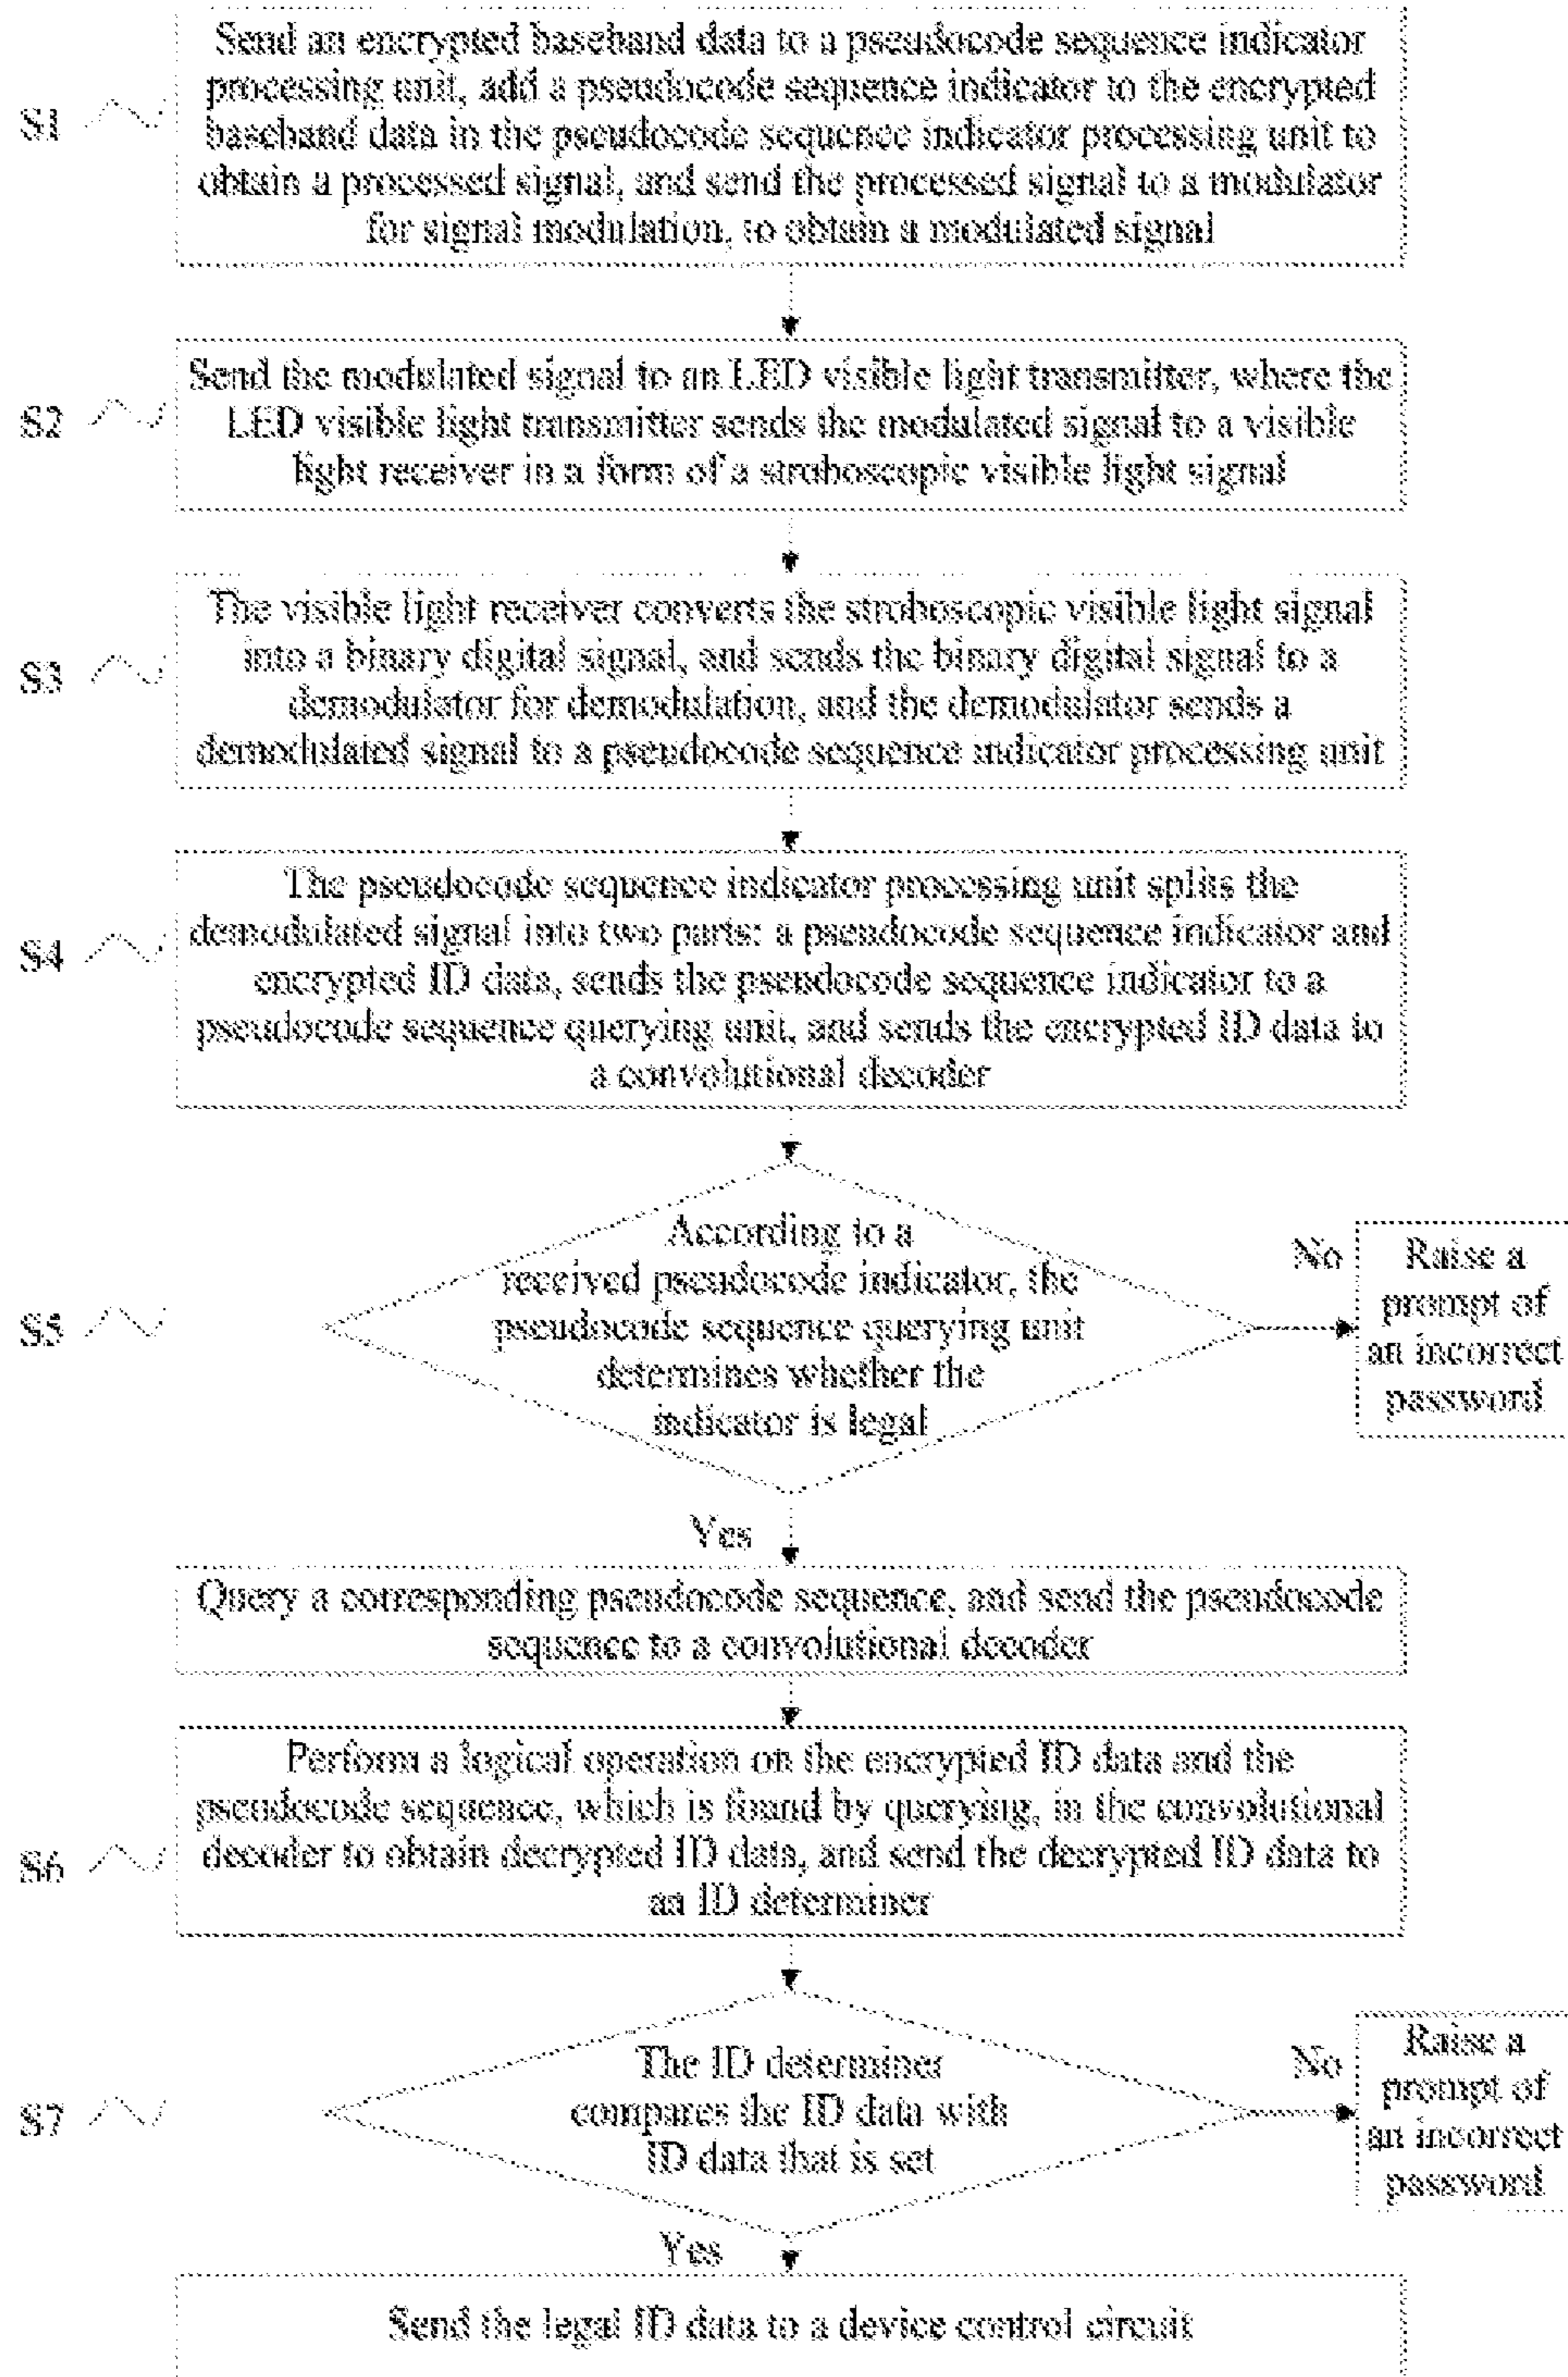 S1
Send an encrypted baseband data to a pseudocode sequence indicator
processing unit, add a pseudocode sequence indicator to the encrypted
baseband data in the pseudocode sequence indicator processing unit to
obtain a processed signal, and send the processed signal to a modulator
for signal modulation, to obtain a modulated signal
S2
Send the modulated signal to an LED visible light transmitter, where the
LED visible light transmitter sends the modulated signal to a visible
light receiver in a form of a stroboscopic visible light signal
S3
The visible light receiver converts the stroboscopic visible light signal
into a binary digital signal, and sends the binary digital signal to a
demodulator for demodulation, and the demodulator sends a
demodulated signal to a pseudocode sequence indicator processing unit
S4
The pseudocode sequence indicator processing unit splits the
demodulated signal into two parts: a pseudocode sequence indicator and
encrypted ID data, sends the pseudocode sequence indicator to a
pseudocode sequence querying unit, and sends the encrypted ID data to
a convolutional decoder
S5
According to a
received pseudocode indicator, the
pseudocode sequence querying unit
determines whether the
indicator is legal
No
Raise a
prompt of
an incorrect
password
Yes
Query a corresponding pseudocode sequence, and send the pseudocode
sequence to a convolutional decoder
S6
Perform a logical operation on the encrypted ID data and the
pseudocode sequence, which is found by querying, in the convolutional
decoder to obtain decrypted ID data, and send the decrypted ID data to
an ID determiner
S7
The ID determiner
compares the ID data with
ID data that is set
No
Raise a
prompt of
an incorrect
password
Yes
Send the legal ID data to a device control circuit